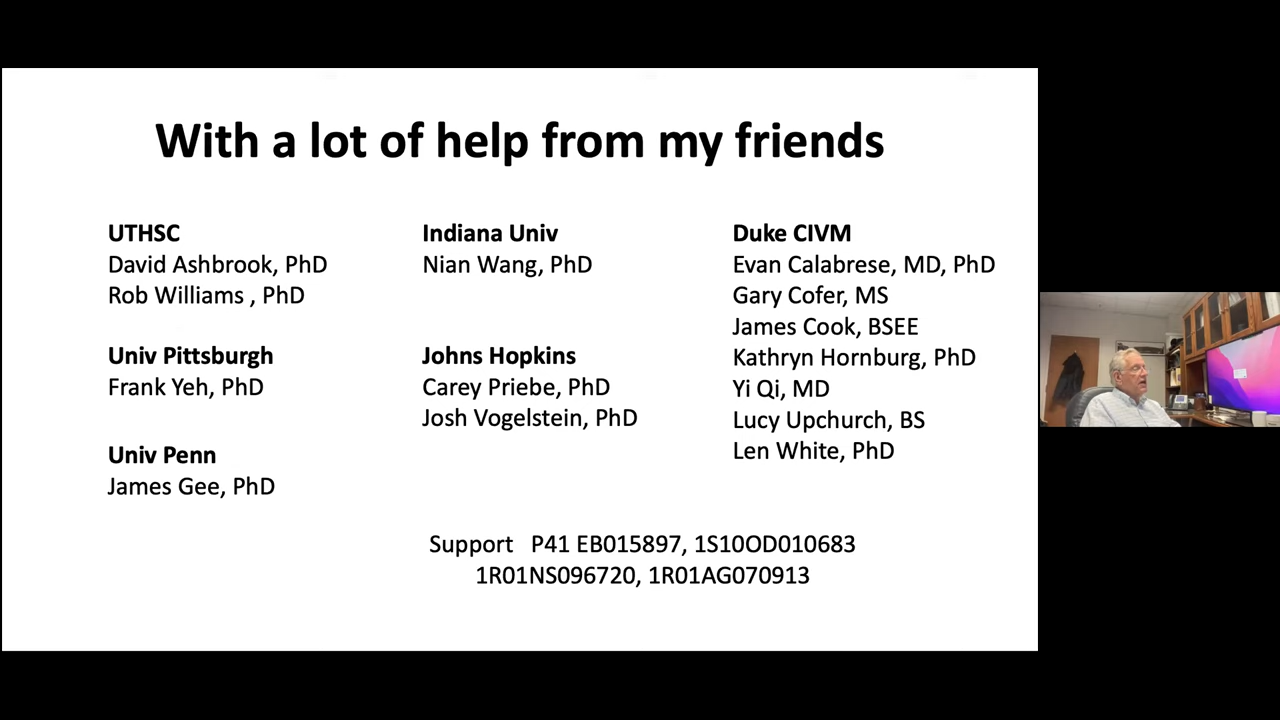 With a lot of help from my friends
UTHSC
David Ashbrook, PhD
Rob Williams , PhD
Univ Pittsburgh
Frank Yeh, PhD
Univ Penn
James Gee, PhD
Indiana Univ
Nian Wang, PhD
Johns Hopkins
Carey Priebe, PhD
Josh Vogelstein, PhD
Duke CIVM
Evan Calabrese, MD, PhD
Gary Cofer, MS
James Cook, BSEE
Kathryn Hornburg, PhD
Yi Qi, MD
Lucy Upchurch, BS
Len White, PhD
Support P41 EB015897, 1S10OD010683
1R01NS096720, 1R01AG070913